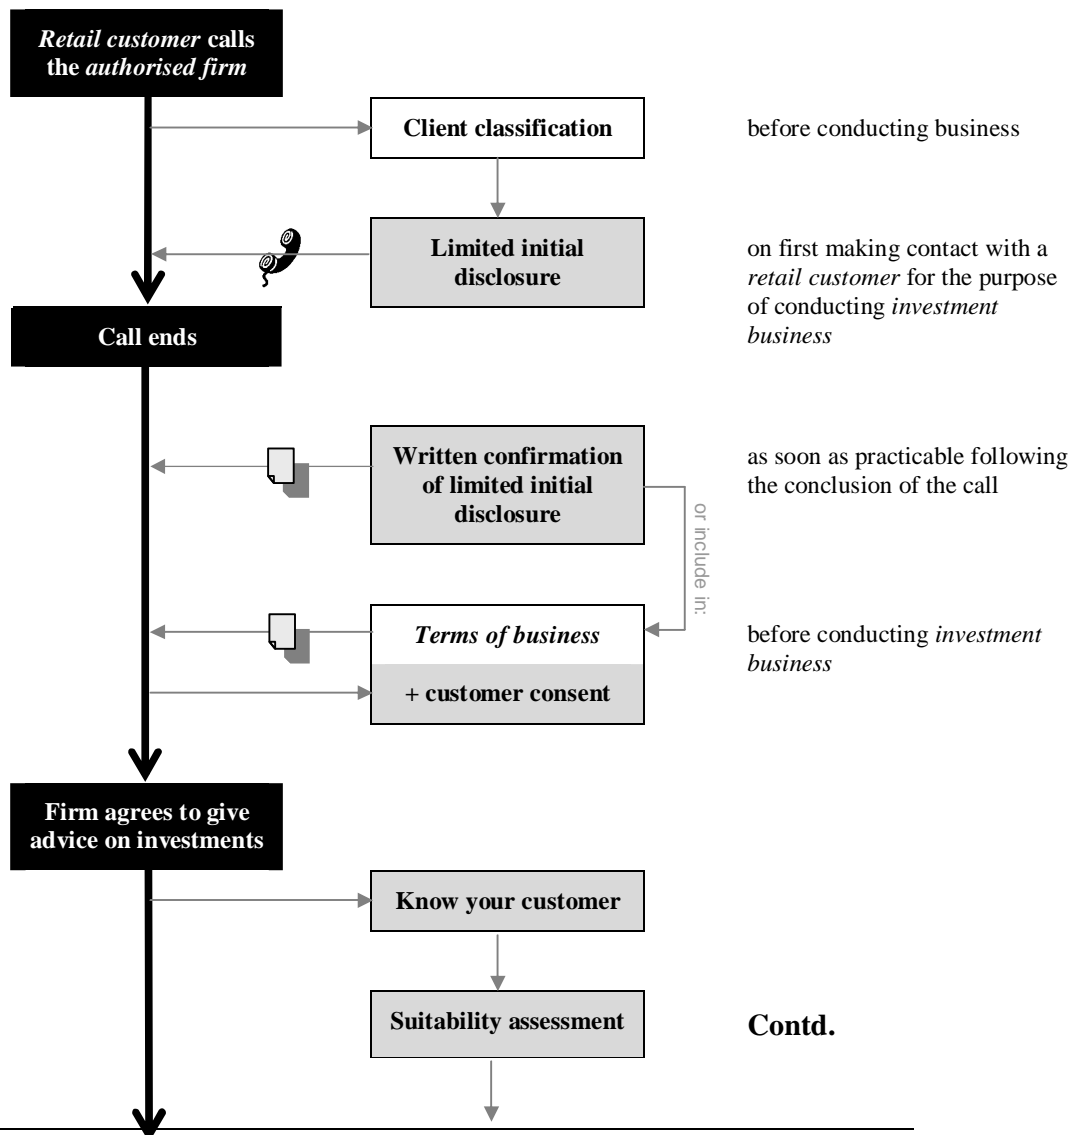 Retail customer calls
the authorised firm
Client classification
before conducting business
Limited initial
disclosure
on first making contact with a
retail customer for the purpose
of conducting investment
business
Call ends
Written confirmation
of limited initial
disclosure
as soon as practicable following
the conclusion of the call
or include in:
Terms of business
+ customer consent
before conducting investment
business
Firm agrees to give
advice on investments
Know your customer
Suitability assessment
Contd.